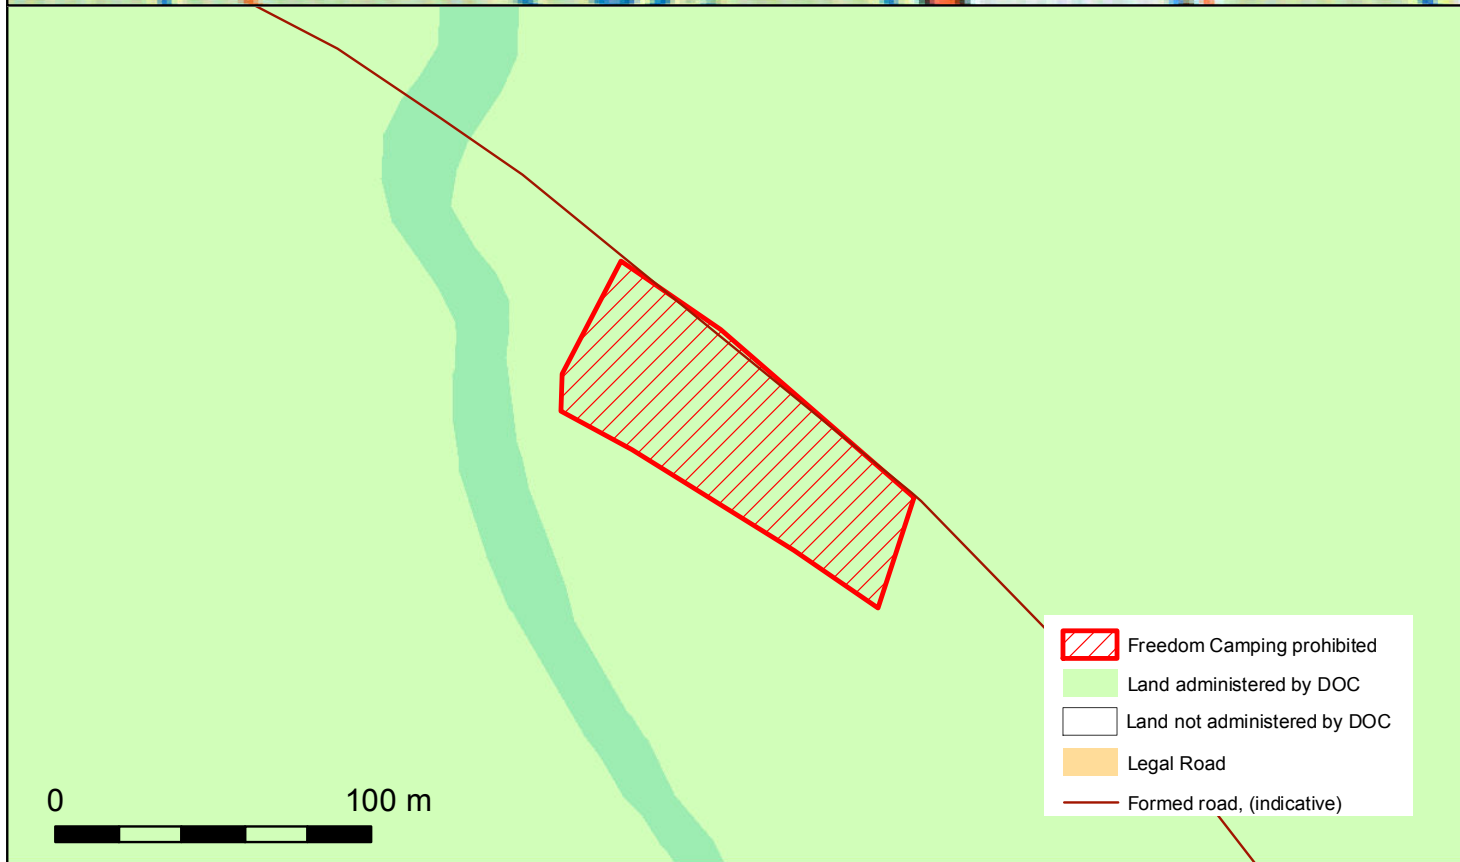 Freedom Camping prohibited
Land administered by DOC
Land not administered by DOC
Legal Road
Formed road, (indicative)
0 100 m